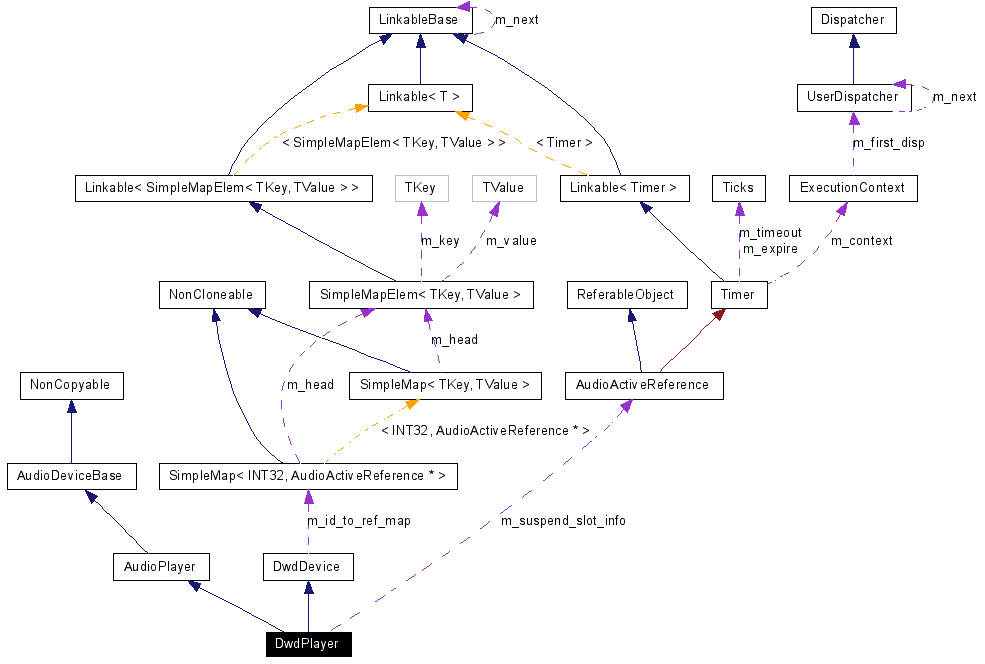 LinkableBase
m_next
Dispatcher
Linkable< T >
UserDispatcher
m_next
< SimpleMapElem< TKey, TValue > >
< Timer >
m_first_disp
Linkable< SimpleMapElem< TKey, TValue > >
TKey
TValue
Linkable< Timer >
Ticks
ExecutionContext
m_key
m_value
m_timeout
m_expire
m_context
NonCloneable
SimpleMapElem< TKey, TValue >
ReferableObject
Timer
m_head
NonCopyable
m_head
SimpleMap< TKey, TValue >
AudioActiveReference
< INT32, AudioActiveReference * >
AudioDeviceBase
SimpleMap< INT32, AudioActiveReference * >
m_id_to_ref_map
m_suspend_slot_info
AudioPlayer
DwdDevice
DwdPlayer